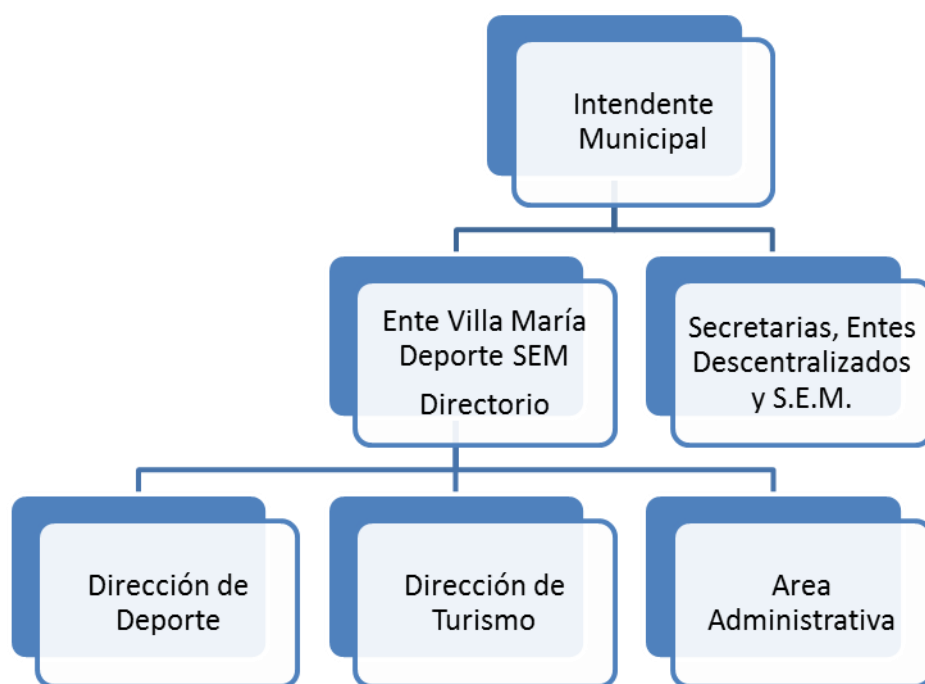 Intendente
Municipal
Ente Villa María
Deporte SEM
Directorio
Secretarias, Entes
Descentralizados
y S.E.M.
Dirección de
Deporte
Dirección de
Turismo
Area
Administrativa